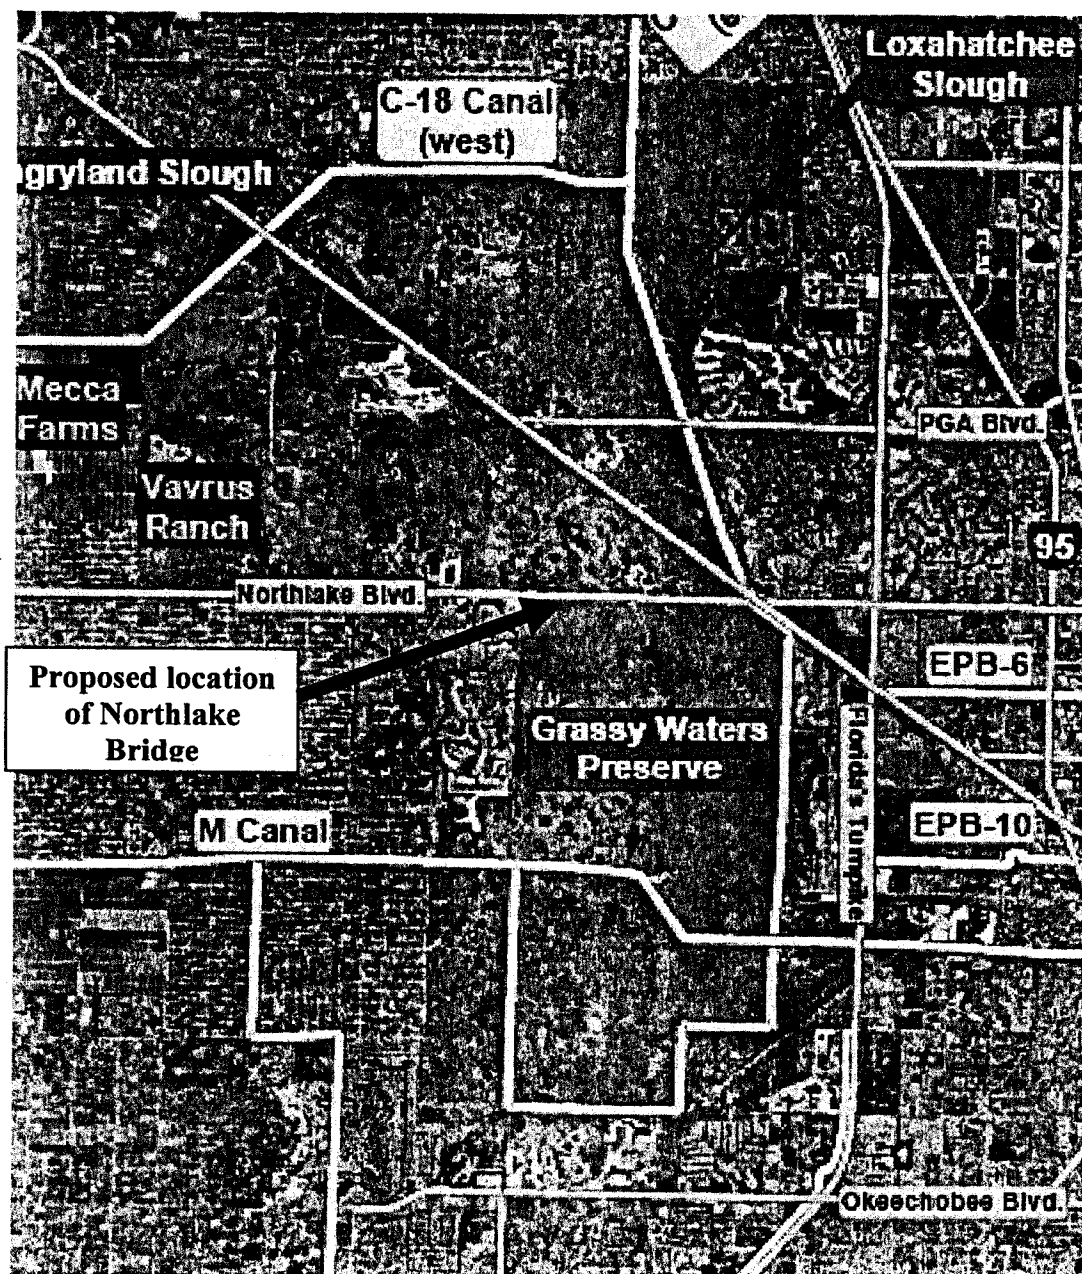 Loxahatchee
Slough
C-18 Canal
(west)
ngryland Slough
Mecca
Farms
PGA Blvd.
Vavrus
Ranch
95
Northlake Blvd.
Proposed location
of Northlake
Bridge
EPB-6
Grassy Waters
Preserve
Florida's Turnpike
M Canal
EPB-10
Okeechobee Blvd.